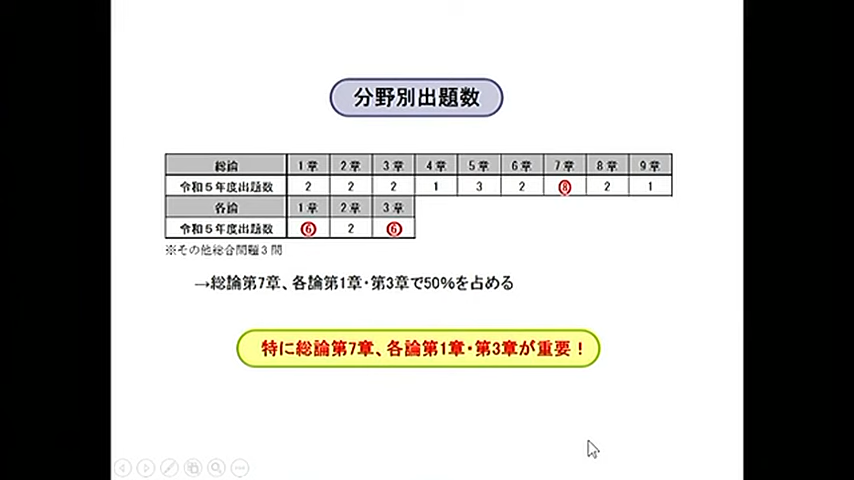 分野別出題数
総論 1章 2章 3章 4章 5章 6章 7章 8章 9章
令和5年度出題数 2 2 2 1 3 2 8 2 1
各論 1章 2章 3章
令和5年度出題数 6 2 6
※その他総合問題3問
→総論第7章、各論第1章・第3章で50%を占める
特に総論第7章、各論第1章・第3章が重要！